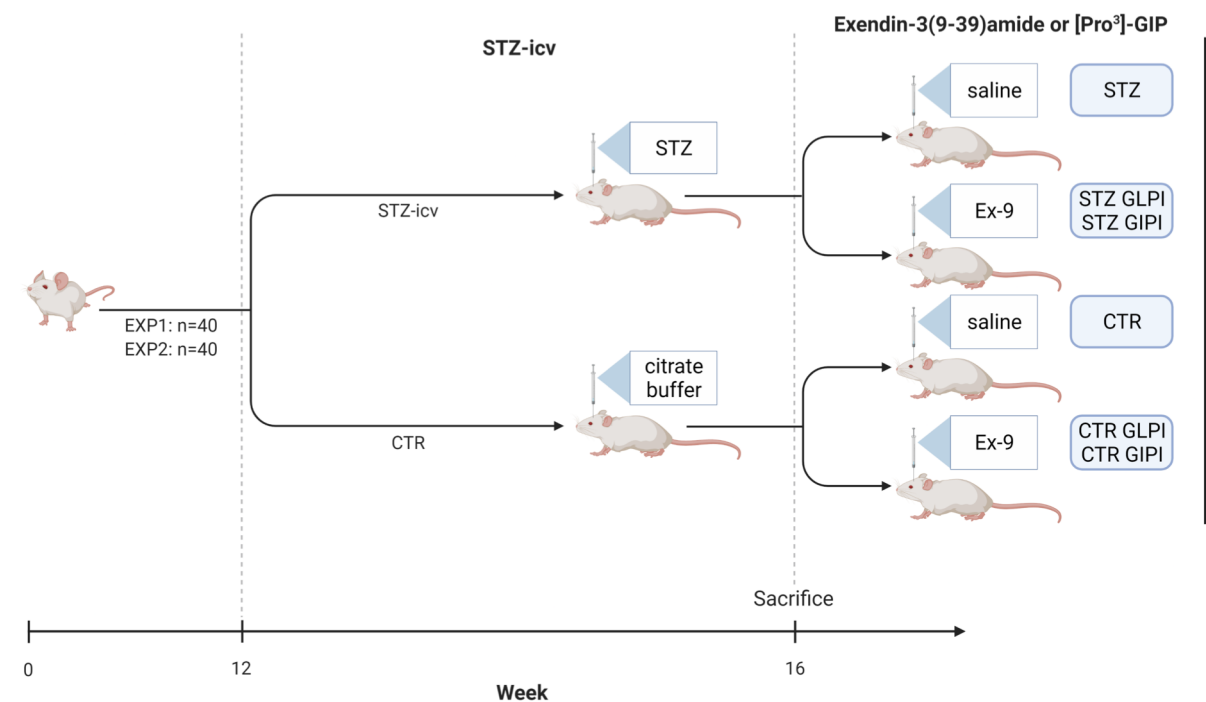 Exendin-3(9-39)amide or [Pro³]-GIP
STZ-icv
saline
STZ
STZ
STZ-icv
Ex-9
STZ GLPI
STZ GIPI
EXP1: n=40
EXP2: n=40
saline
CTR
citrate
buffer
CTR
Ex-9
CTR GLPI
CTR GIPI
Sacrifice
0
12
16
Week